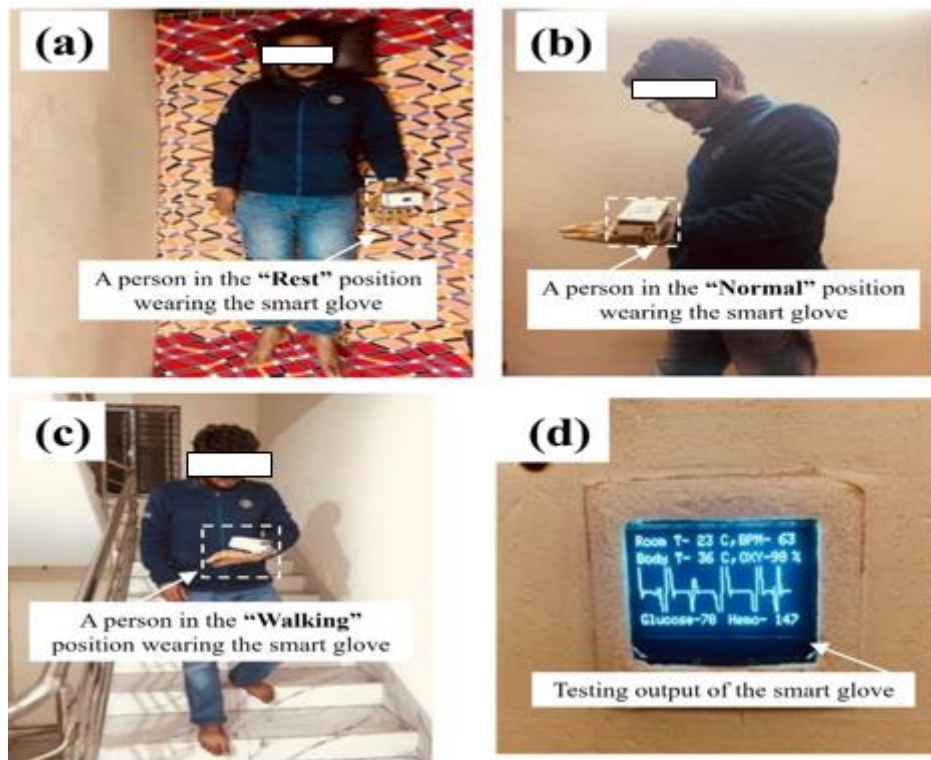 (a)
A person in the “Rest” position
wearing the smart glove
(b)
A person in the “Normal” position
wearing the smart glove
(c)
A person in the “Walking”
position wearing the smart glove
(d)
Room T- 23 C,BPM- 63
Body T- 36 C,OXY-98 %
Glucose-78 Hemo- 147
Testing output of the smart glove